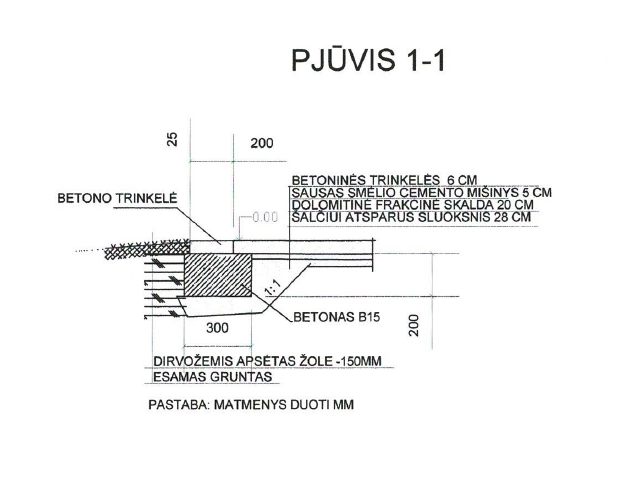 PJŪVIS 1-1
25
200
BETONINĖS TRINKELĖS 6 CM
SAUSAS SMĖLIO CEMENTO MIŠINYS 5 CM
DOLOMITINĖ FRAKCINĖ SKALDA 20 CM
ŠALČIUI ATSPARUS SLUOKSNIS 28 CM
BETONO TRINKELĖ
0.00
1:1
BETONAS B15
300
200
DIRVOŽEMIS APSĖTAS ŽOLE -150MM
ESAMAS GRUNTAS
PASTABA: MATMENYS DUOTI MM